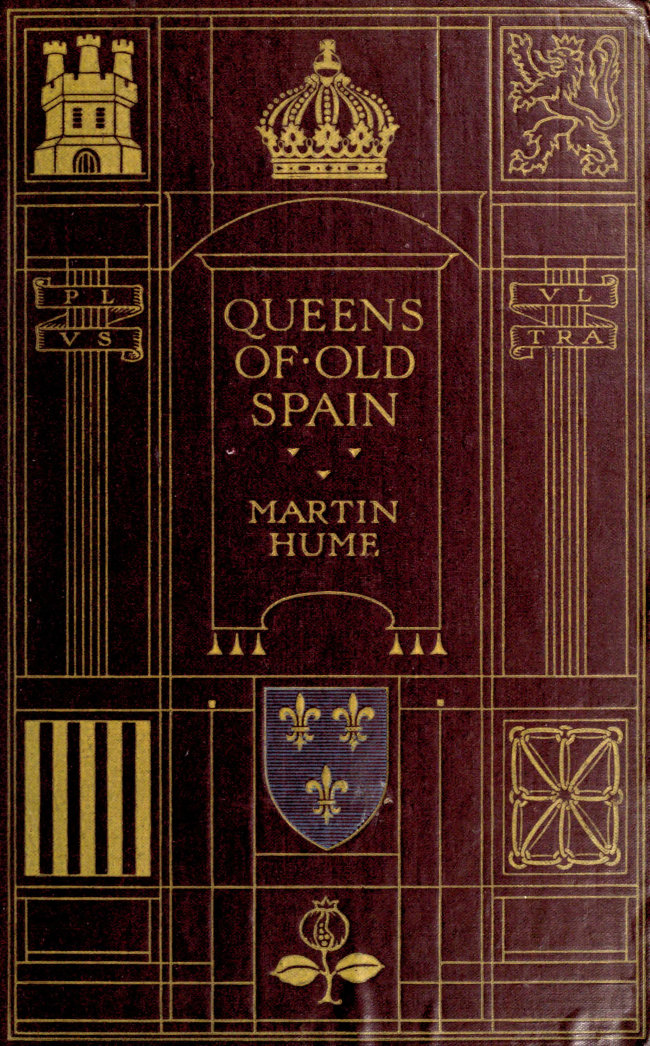 PL
VS
VL
TRA
QUEENS
OF·OLD
SPAIN
MARTIN
HUME